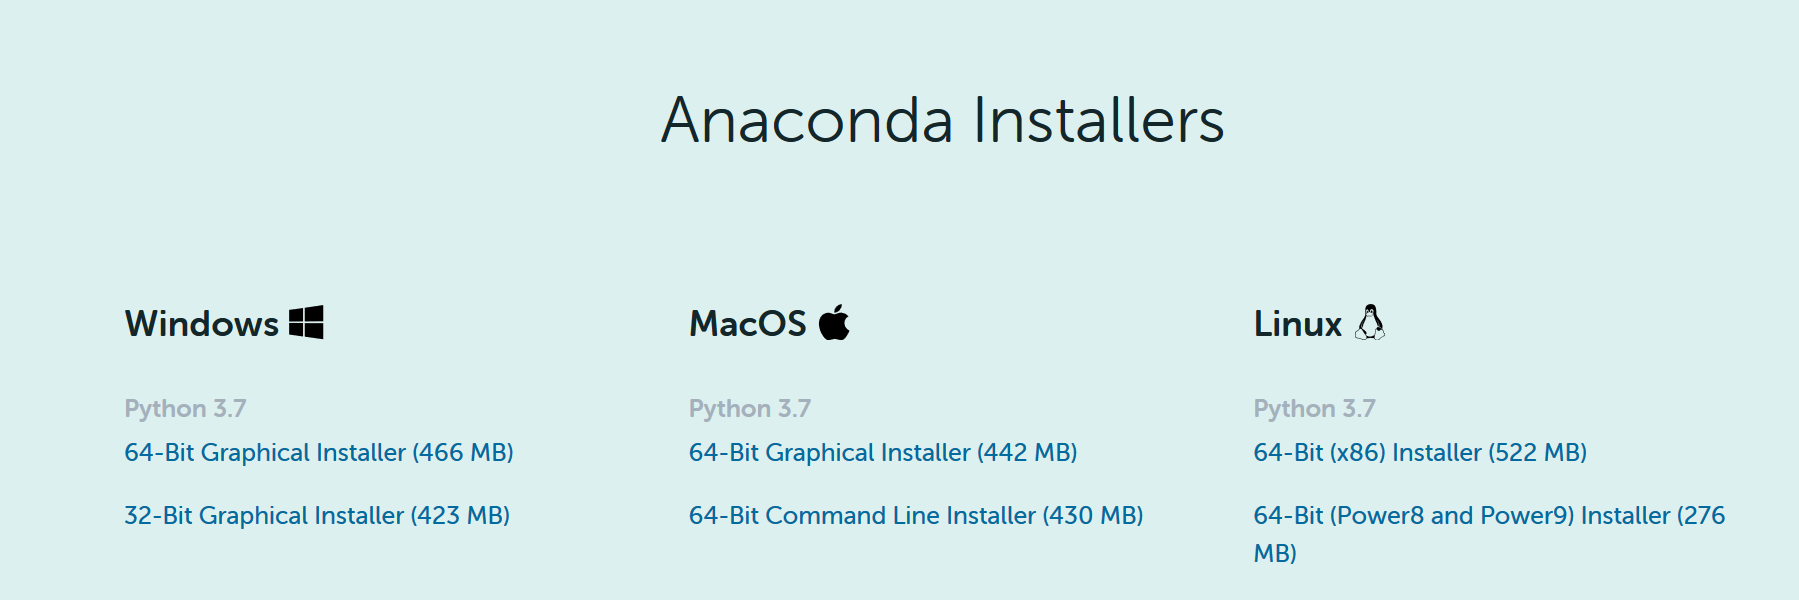 Anaconda Installers
Windows
Python 3.7
64-Bit Graphical Installer (466 MB)
32-Bit Graphical Installer (423 MB)
MacOS
Python 3.7
64-Bit Graphical Installer (442 MB)
64-Bit Command Line Installer (430 MB)
Linux
Python 3.7
64-Bit (x86) Installer (522 MB)
64-Bit (Power8 and Power9) Installer (276
MB)